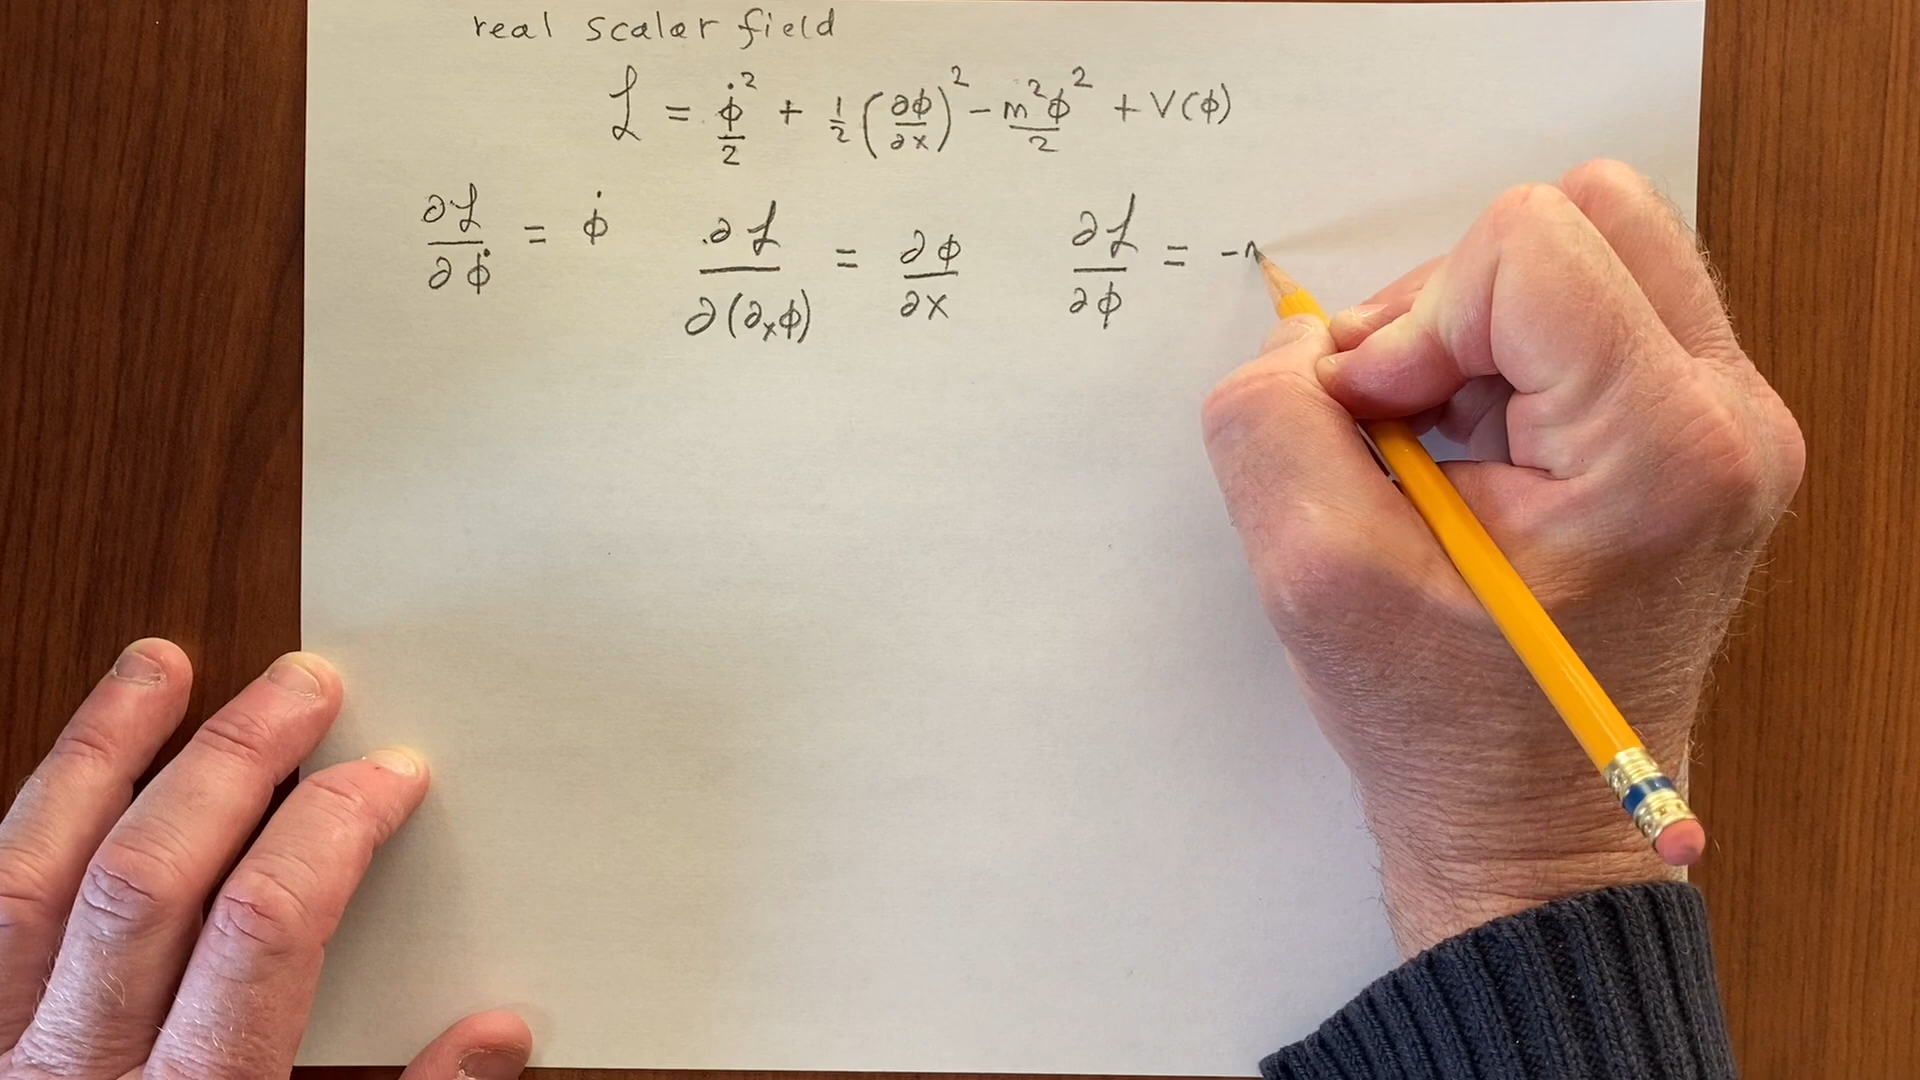 real scalar field
ℒ = φ̇²/2 + 1/2 (∂φ/∂x)² - m²φ²/2 + V(φ)
∂ℒ/∂φ̇ = φ̇   ∂ℒ/∂(∂ₓφ) = ∂φ/∂x   ∂ℒ/∂φ = -